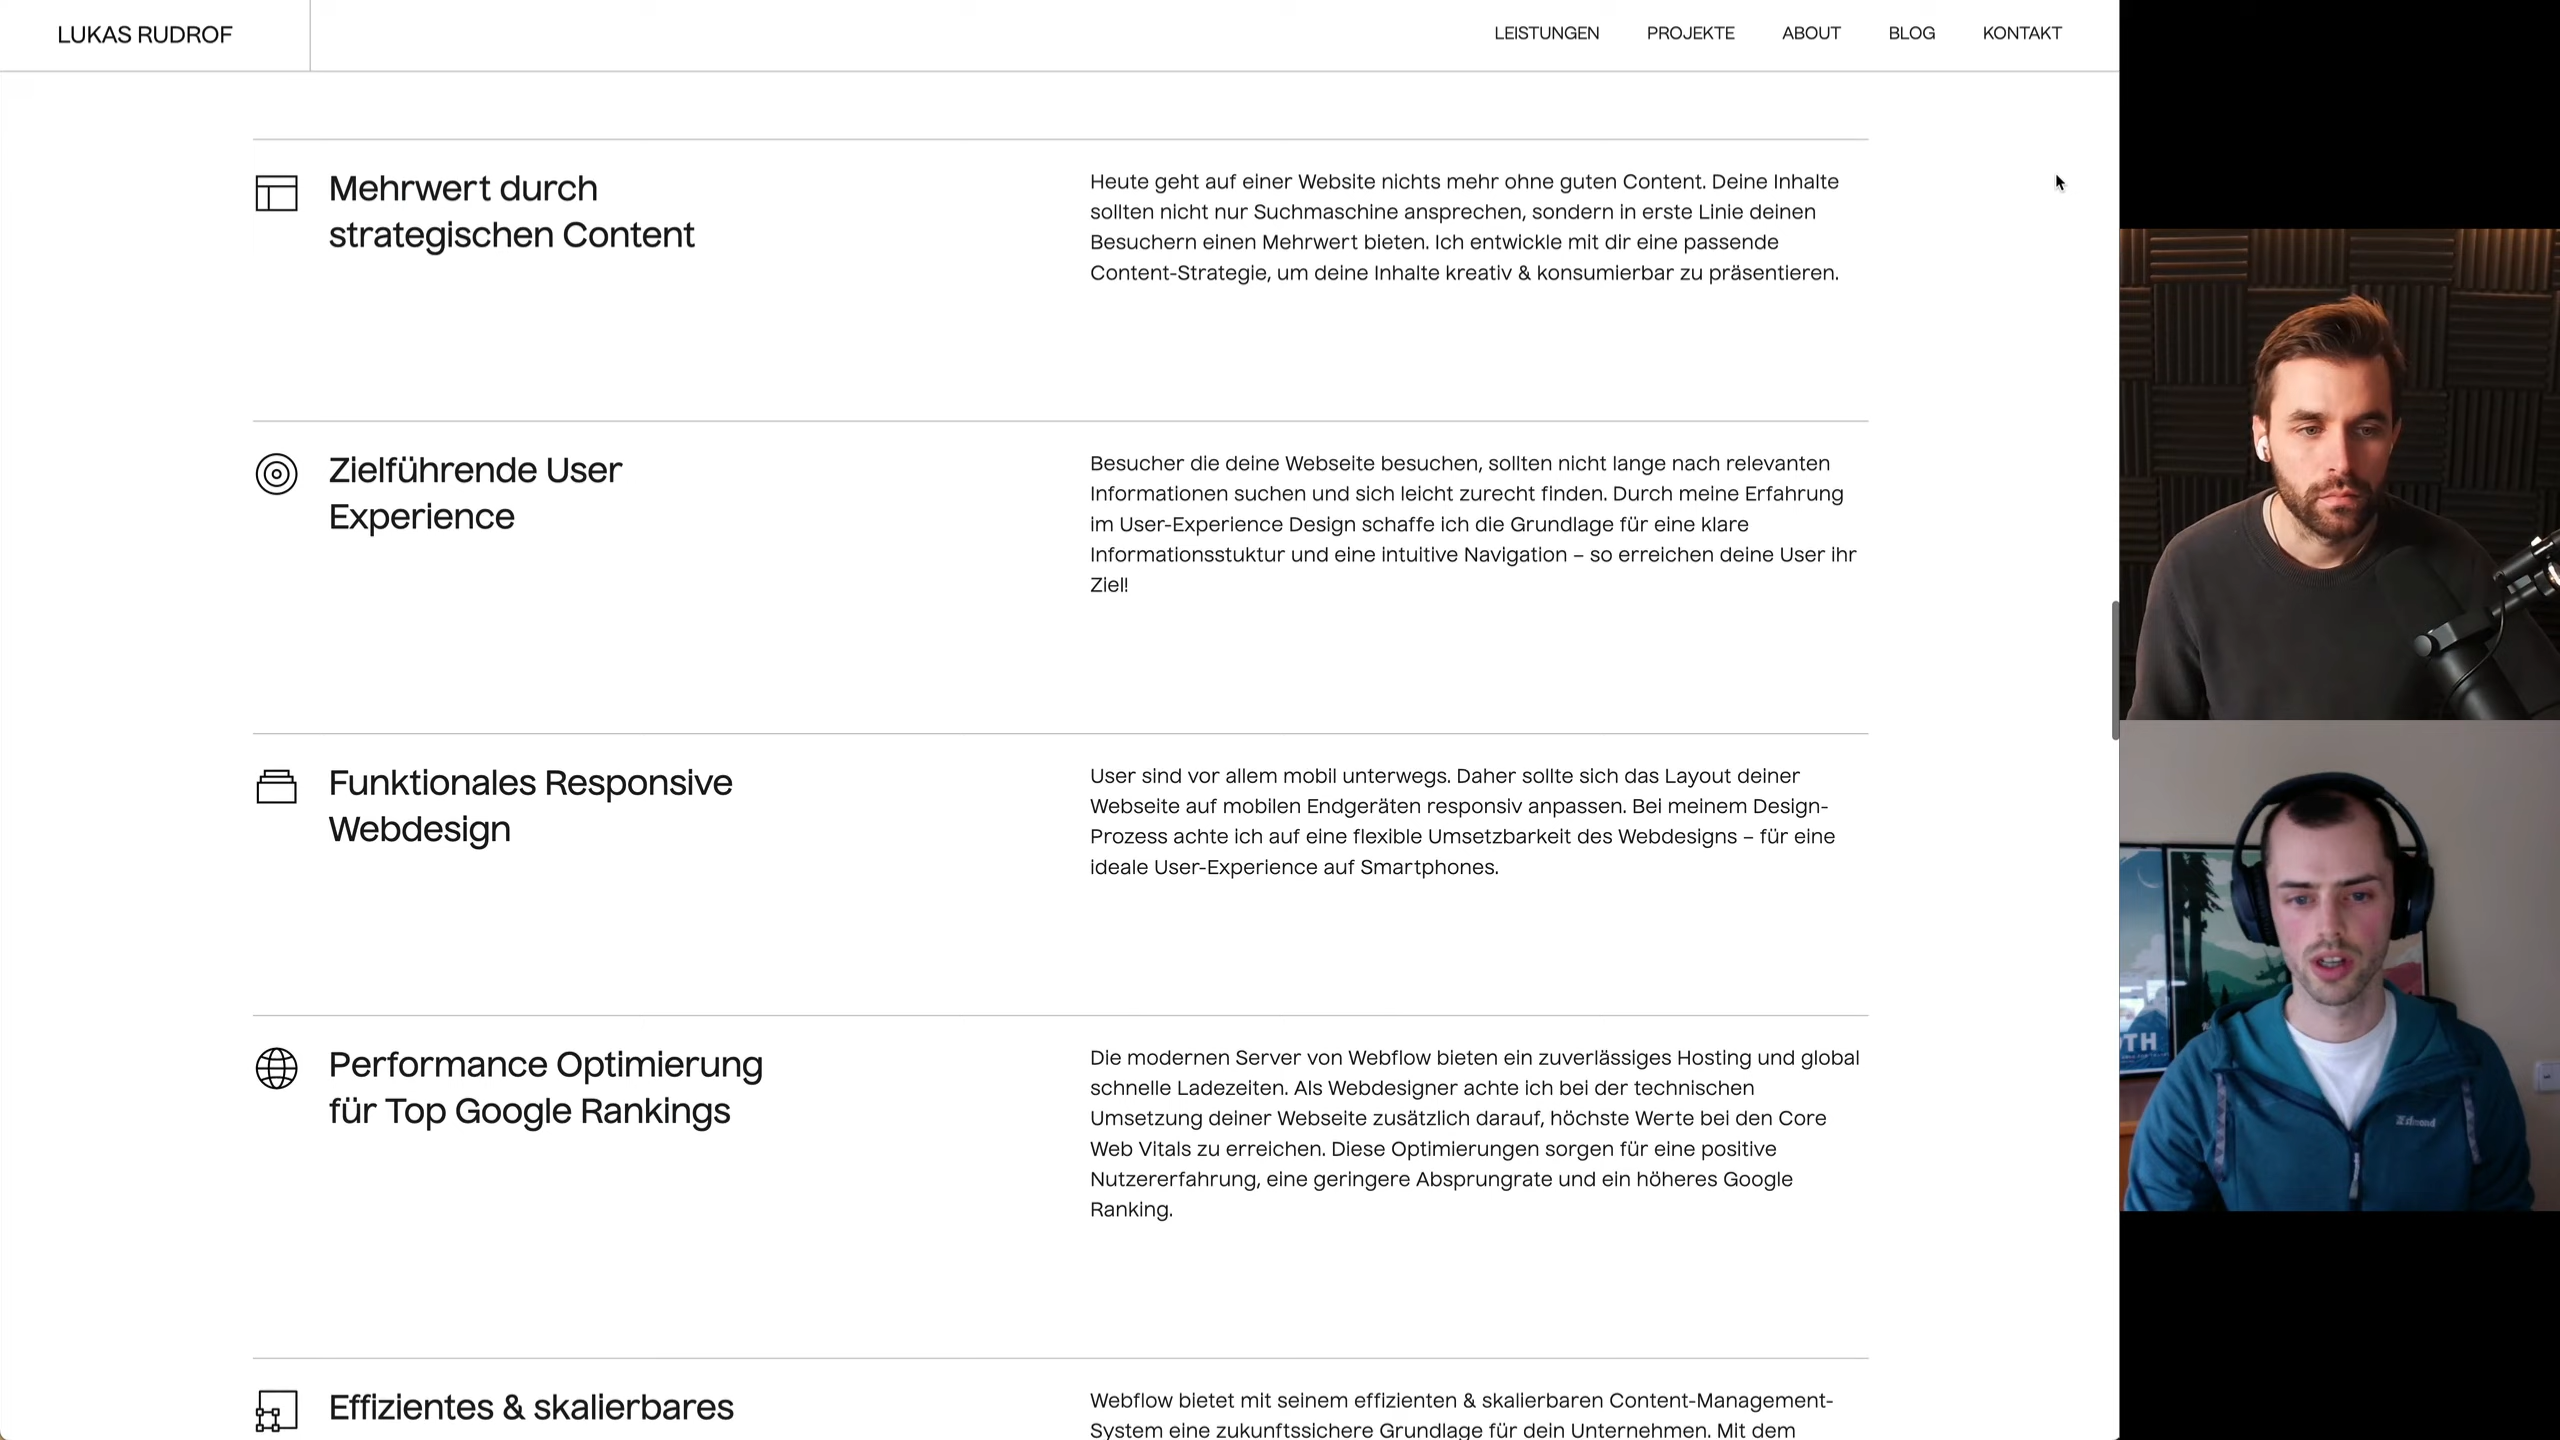 LUKAS RUDROF
LEISTUNGEN
PROJEKTE
ABOUT
BLOG
KONTAKT
Mehrwert durch
strategischen Content
Heute geht auf einer Website nichts mehr ohne guten Content. Deine Inhalte
sollten nicht nur Suchmaschine ansprechen, sondern in erste Linie deinen
Besuchern einen Mehrwert bieten. Ich entwickle mit dir eine passende
Content-Strategie, um deine Inhalte kreativ & konsumierbar zu präsentieren.
Zielführende User
Experience
Besucher die deine Webseite besuchen, sollten nicht lange nach relevanten
Informationen suchen und sich leicht zurecht finden. Durch meine Erfahrung
im User-Experience Design schaffe ich die Grundlage für eine klare
Informationsstuktur und eine intuitive Navigation – so erreichen deine User ihr
Ziel!
Funktionales Responsive
Webdesign
User sind vor allem mobil unterwegs. Daher sollte sich das Layout deiner
Webseite auf mobilen Endgeräten responsiv anpassen. Bei meinem Design-
Prozess achte ich auf eine flexible Umsetzbarkeit des Webdesigns – für eine
ideale User-Experience auf Smartphones.
Performance Optimierung
für Top Google Rankings
Die modernen Server von Webflow bieten ein zuverlässiges Hosting und global
schnelle Ladezeiten. Als Webdesigner achte ich bei der technischen
Umsetzung deiner Webseite zusätzlich darauf, höchste Werte bei den Core
Web Vitals zu erreichen. Diese Optimierungen sorgen für eine positive
Nutzererfahrung, eine geringere Absprungrate und ein höheres Google
Ranking.
Effizientes & skalierbares
Webflow bietet mit seinem effizienten & skalierbaren Content-Management-
System eine zukunftssichere Grundlage für dein Unternehmen. Mit dem
TH